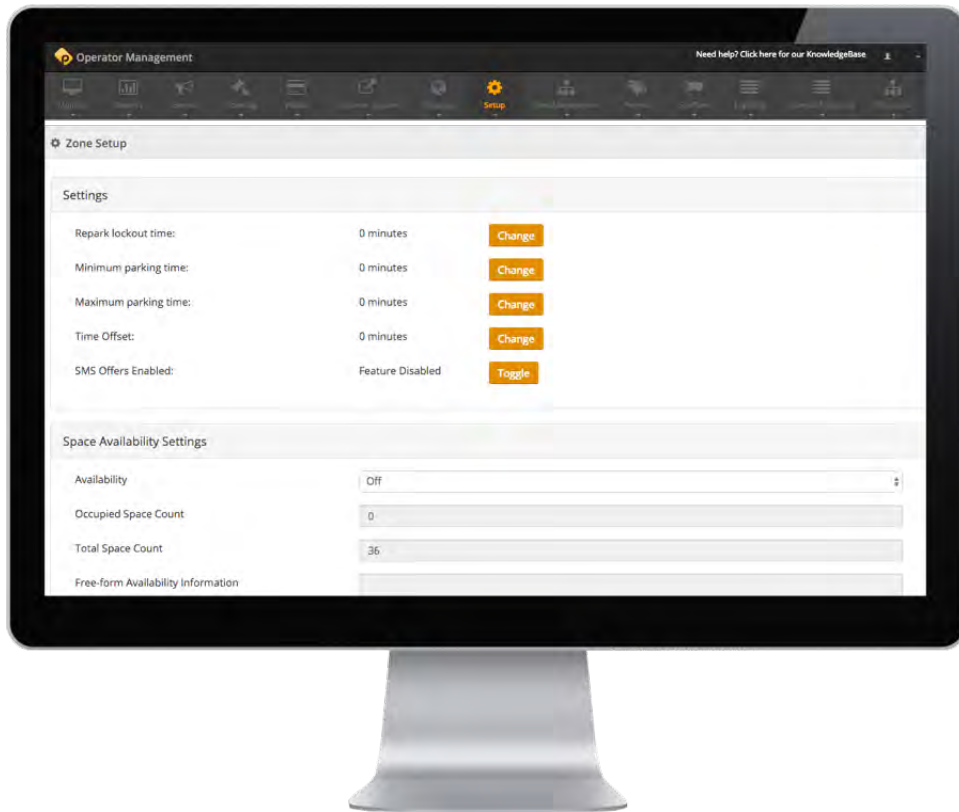 Operator Management
Need help? Click here for our KnowledgeBase
Setup
Zone Setup
Settings
Repark lockout time: 0 minutes Change
Minimum parking time: 0 minutes Change
Maximum parking time: 0 minutes Change
Time Offset: 0 minutes Change
SMS Offers Enabled: Feature Disabled Toggle
Space Availability Settings
Availability Off
Occupied Space Count 0
Total Space Count 36
Free-form Availability Information